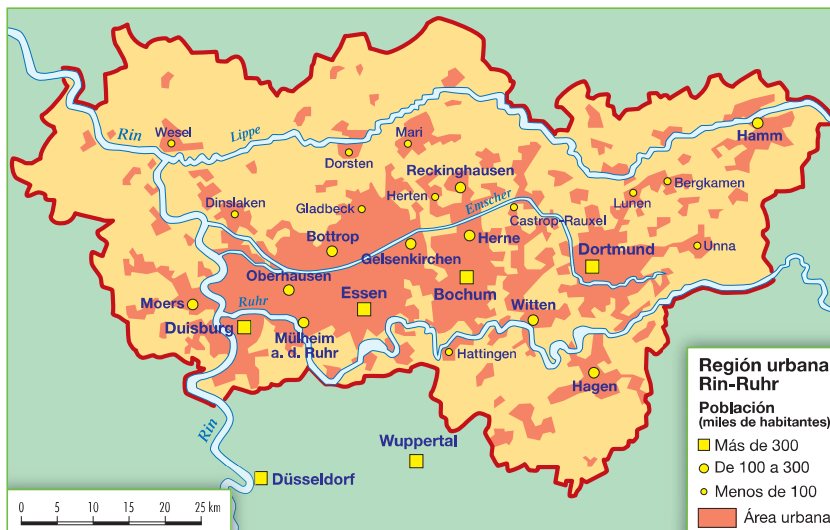 Rin
Wesel
Lippe
Mari
Dorsten
Hamm
Recklinghausen
Bergkamen
Dinslaken
Gladbeck
Herten
Emscher
Lunen
Castrop-Rauxel
Bottrop
Gelsenkirchen
Herne
Dortmund
Unna
Oberhausen
Moers
Ruhr
Essen
Bochum
Witten
Duisburg
Mülheim
a. d. Ruhr
Hattingen
Hagen
Rin
Wuppertal
Düsseldorf
0 5 10 15 20 25 km
Región urbana
Rin-Ruhr
Población
(miles de habitantes)
Más de 300
De 100 a 300
Menos de 100
Área urbana